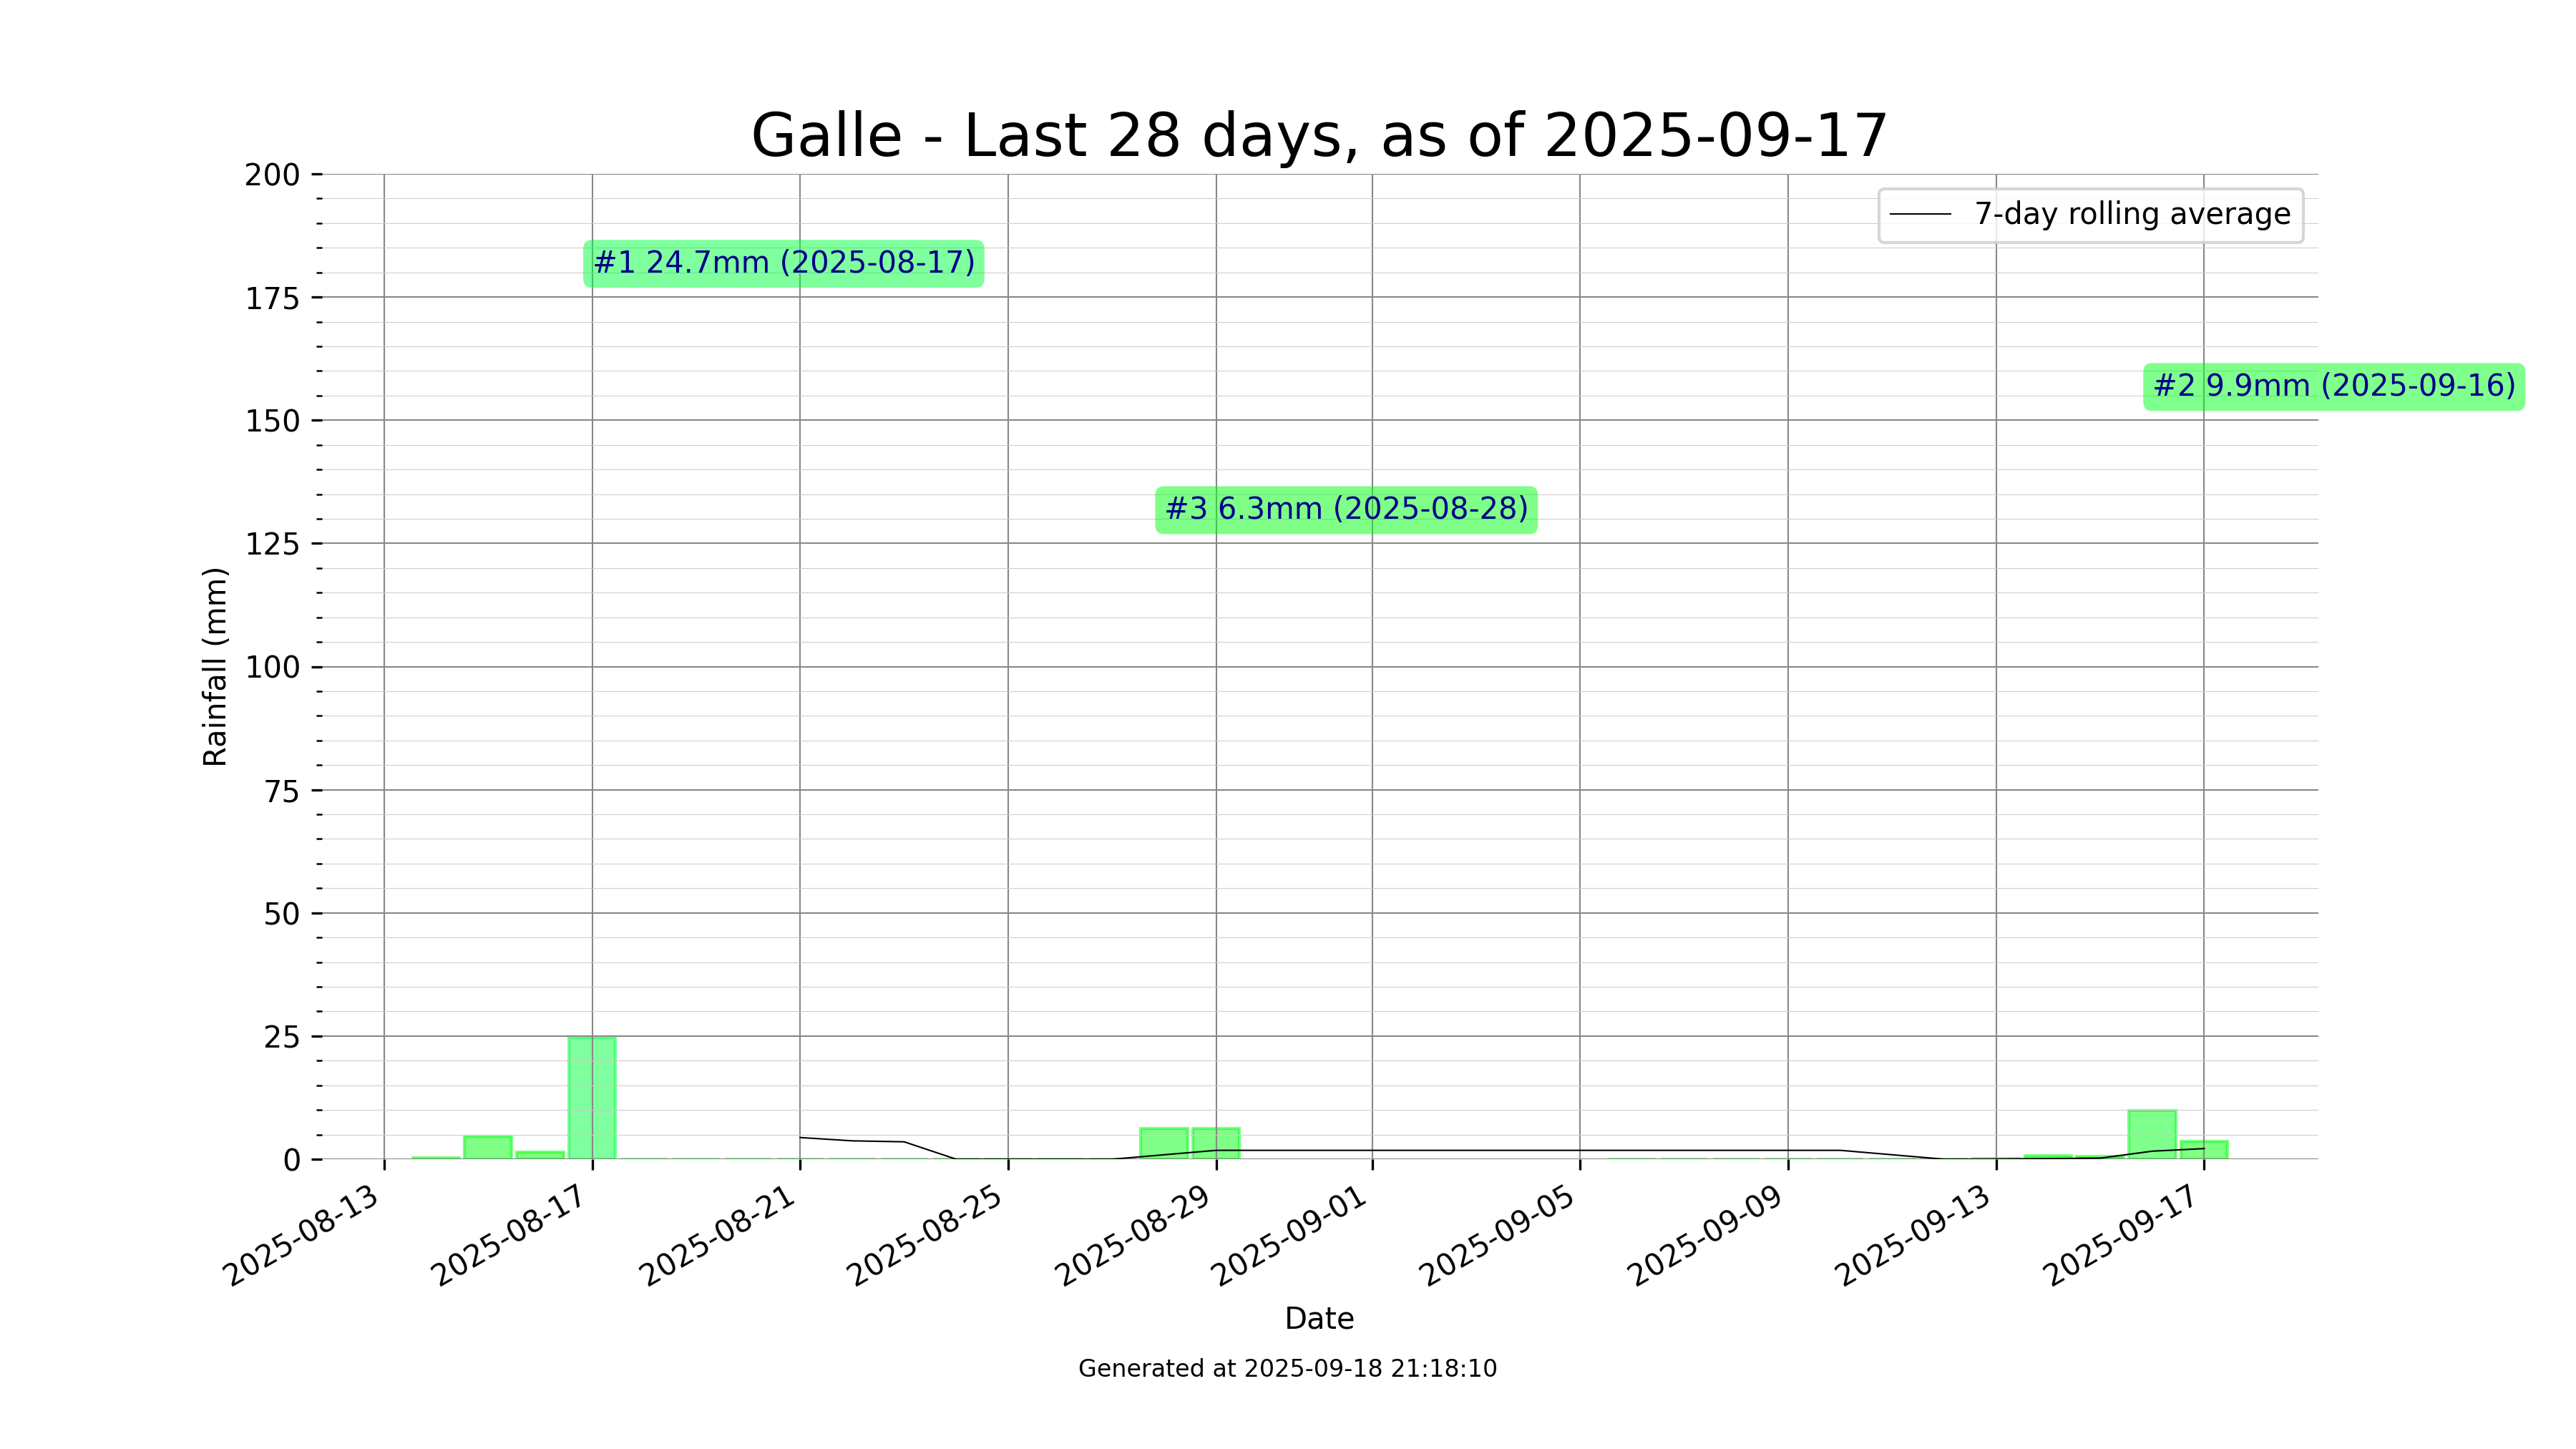 Galle - Last 28 days, as of 2025-09-17
7-day rolling average
#1 24.7mm (2025-08-17)
#2 9.9mm (2025-09-16)
#3 6.3mm (2025-08-28)
Rainfall (mm)
200
175
150
125
100
75
50
25
0
2025-08-13
2025-08-17
2025-08-21
2025-08-25
2025-08-29
2025-09-01
2025-09-05
2025-09-09
2025-09-13
2025-09-17
Date
Generated at 2025-09-18 21:18:10